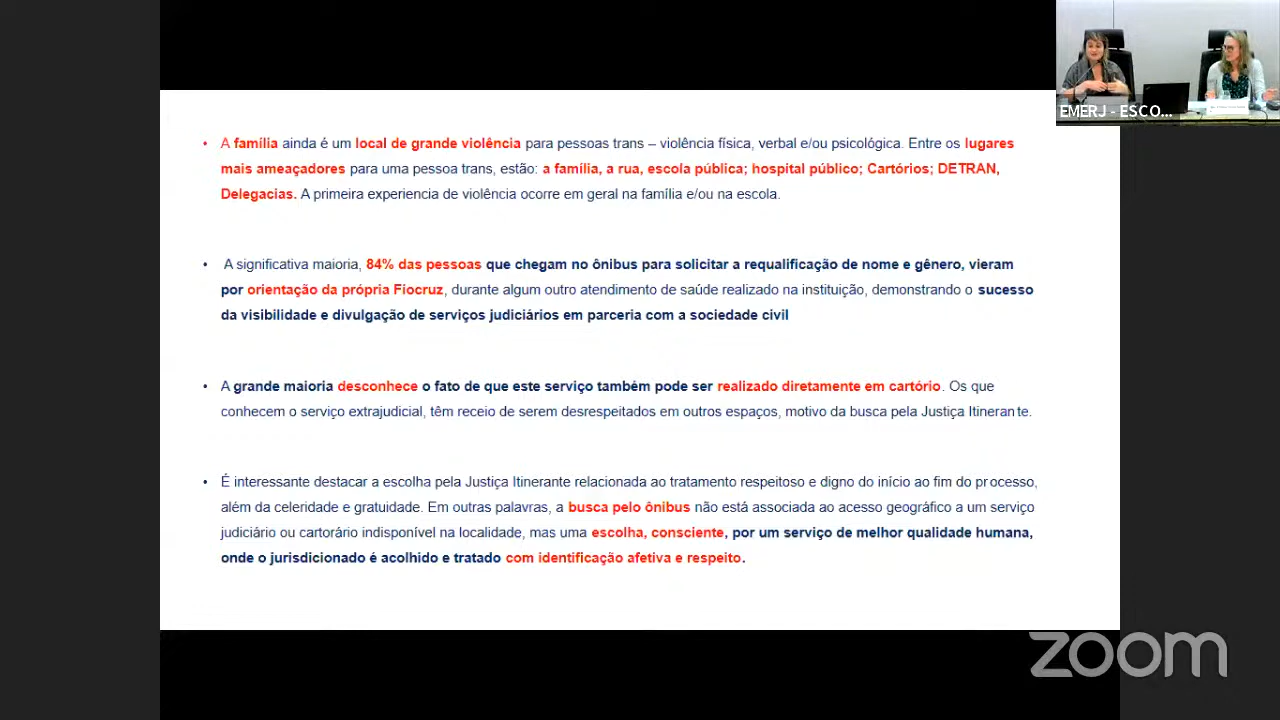 EMERJ - ESCO...
• A família ainda é um local de grande violência para pessoas trans – violência física, verbal e/ou psicológica. Entre os lugares
mais ameaçadores para uma pessoa trans, estão: a família, a rua, escola pública; hospital público; Cartórios; DETRAN,
Delegacias. A primeira experiencia de violência ocorre em geral na família e/ou na escola.
• A significativa maioria, 84% das pessoas que chegam no ônibus para solicitar a requalificação de nome e gênero, vieram
por orientação da própria Fiocruz, durante algum outro atendimento de saúde realizado na instituição, demonstrando o sucesso
da visibilidade e divulgação de serviços judiciários em parceria com a sociedade civil
• A grande maioria desconhece o fato de que este serviço também pode ser realizado diretamente em cartório. Os que
conhecem o serviço extrajudicial, têm receio de serem desrespeitados em outros espaços, motivo da busca pela Justiça Itinerante.
• É interessante destacar a escolha pela Justiça Itinerante relacionada ao tratamento respeitoso e digno do início ao fim do processo,
além da celeridade e gratuidade. Em outras palavras, a busca pelo ônibus não está associada ao acesso geográfico a um serviço
judiciário ou cartorário indisponível na localidade, mas uma escolha, consciente, por um serviço de melhor qualidade humana,
onde o jurisdicionado é acolhido e tratado com identificação afetiva e respeito.
zoom